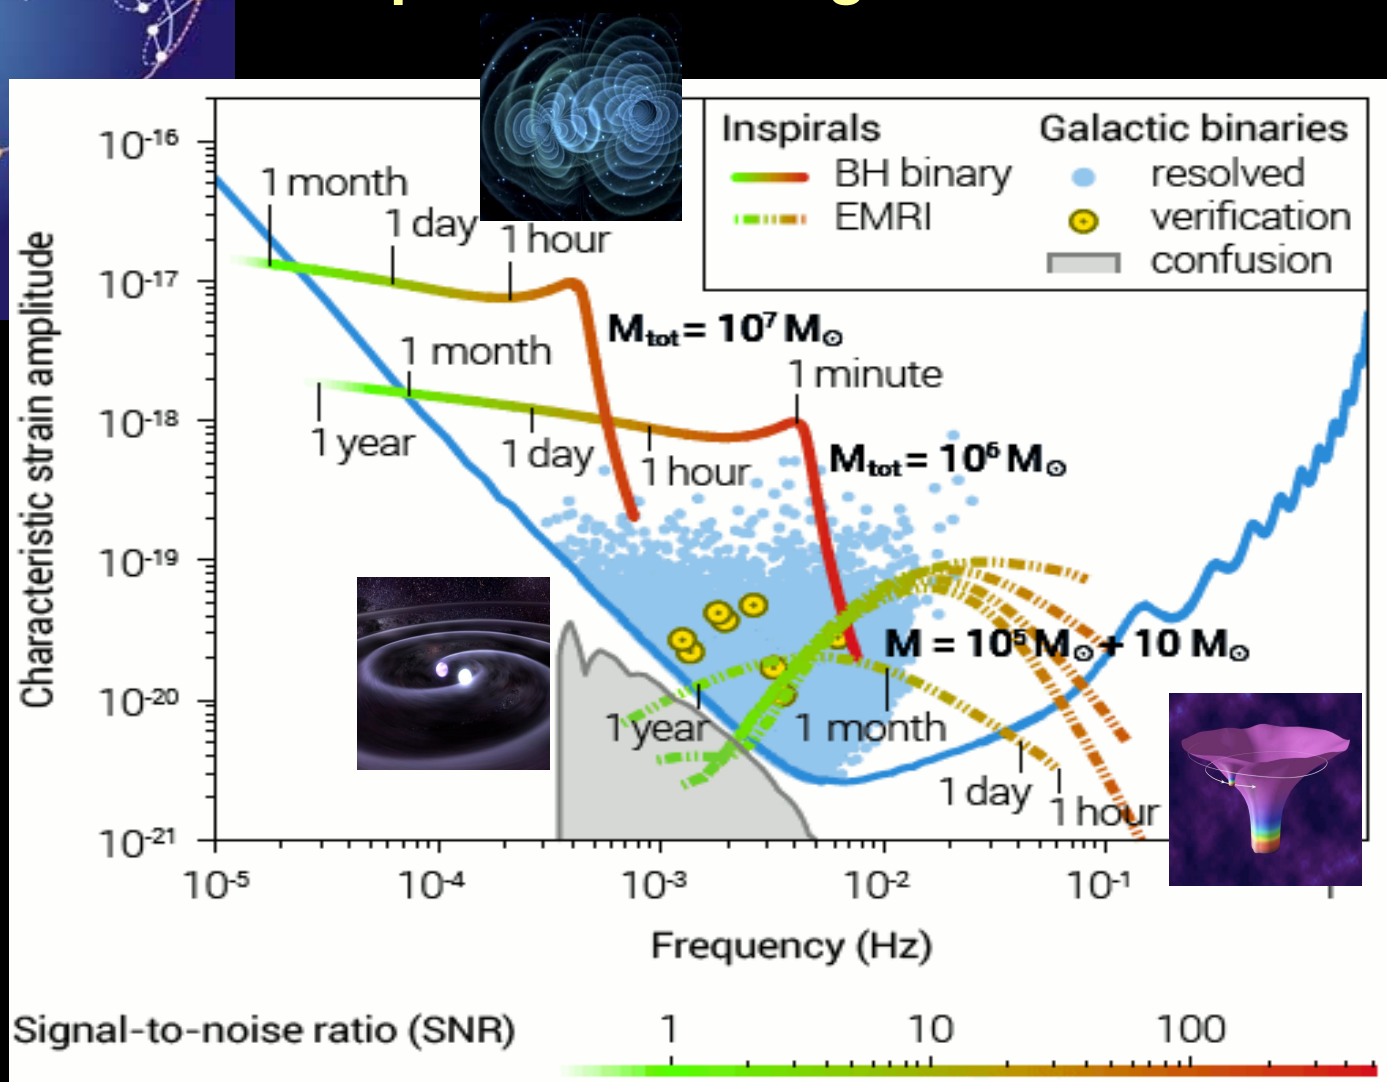 Inspirals Galactic binaries
BH binary resolved
EMRI verification
confusion
10-16
1 month
1 day
1 hour
10-17
Mtot = 10⁷ M⊙
1 month
1 minute
10-18
1 year
1 day
1 hour
Mtot = 10⁶ M⊙
10-19
M = 10⁵ M⊙ + 10 M⊙
10-20
1 year
1 month
1 day
1 hour
10-21
10-5 10-4 10-3 10-2 10-1 1
Characteristic strain amplitude
Frequency (Hz)
Signal-to-noise ratio (SNR) 1 10 100